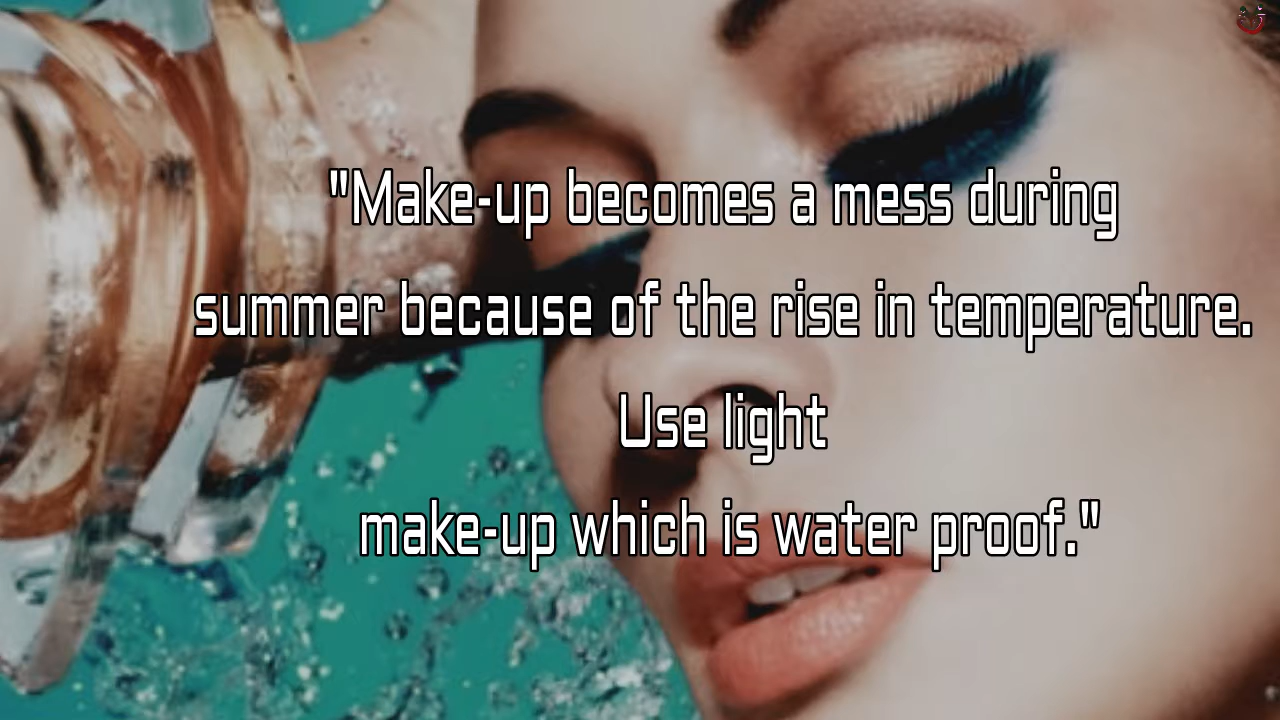 "Make-up becomes a mess during
summer because of the rise in temperature.
Use light
make-up which is water proof."